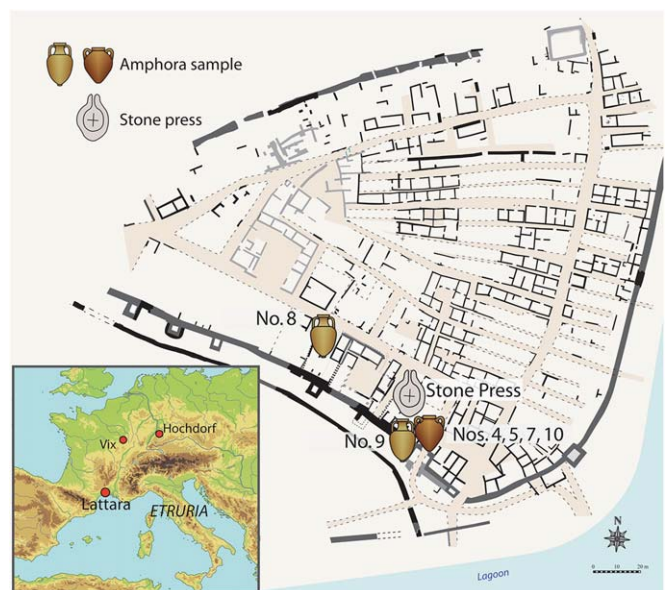 Amphora sample
Stone press
No. 8
Stone Press
No. 9
Nos. 4, 5, 7, 10
Hochdorf
Vix
Lattara
ETRURIA
N
Lagoon